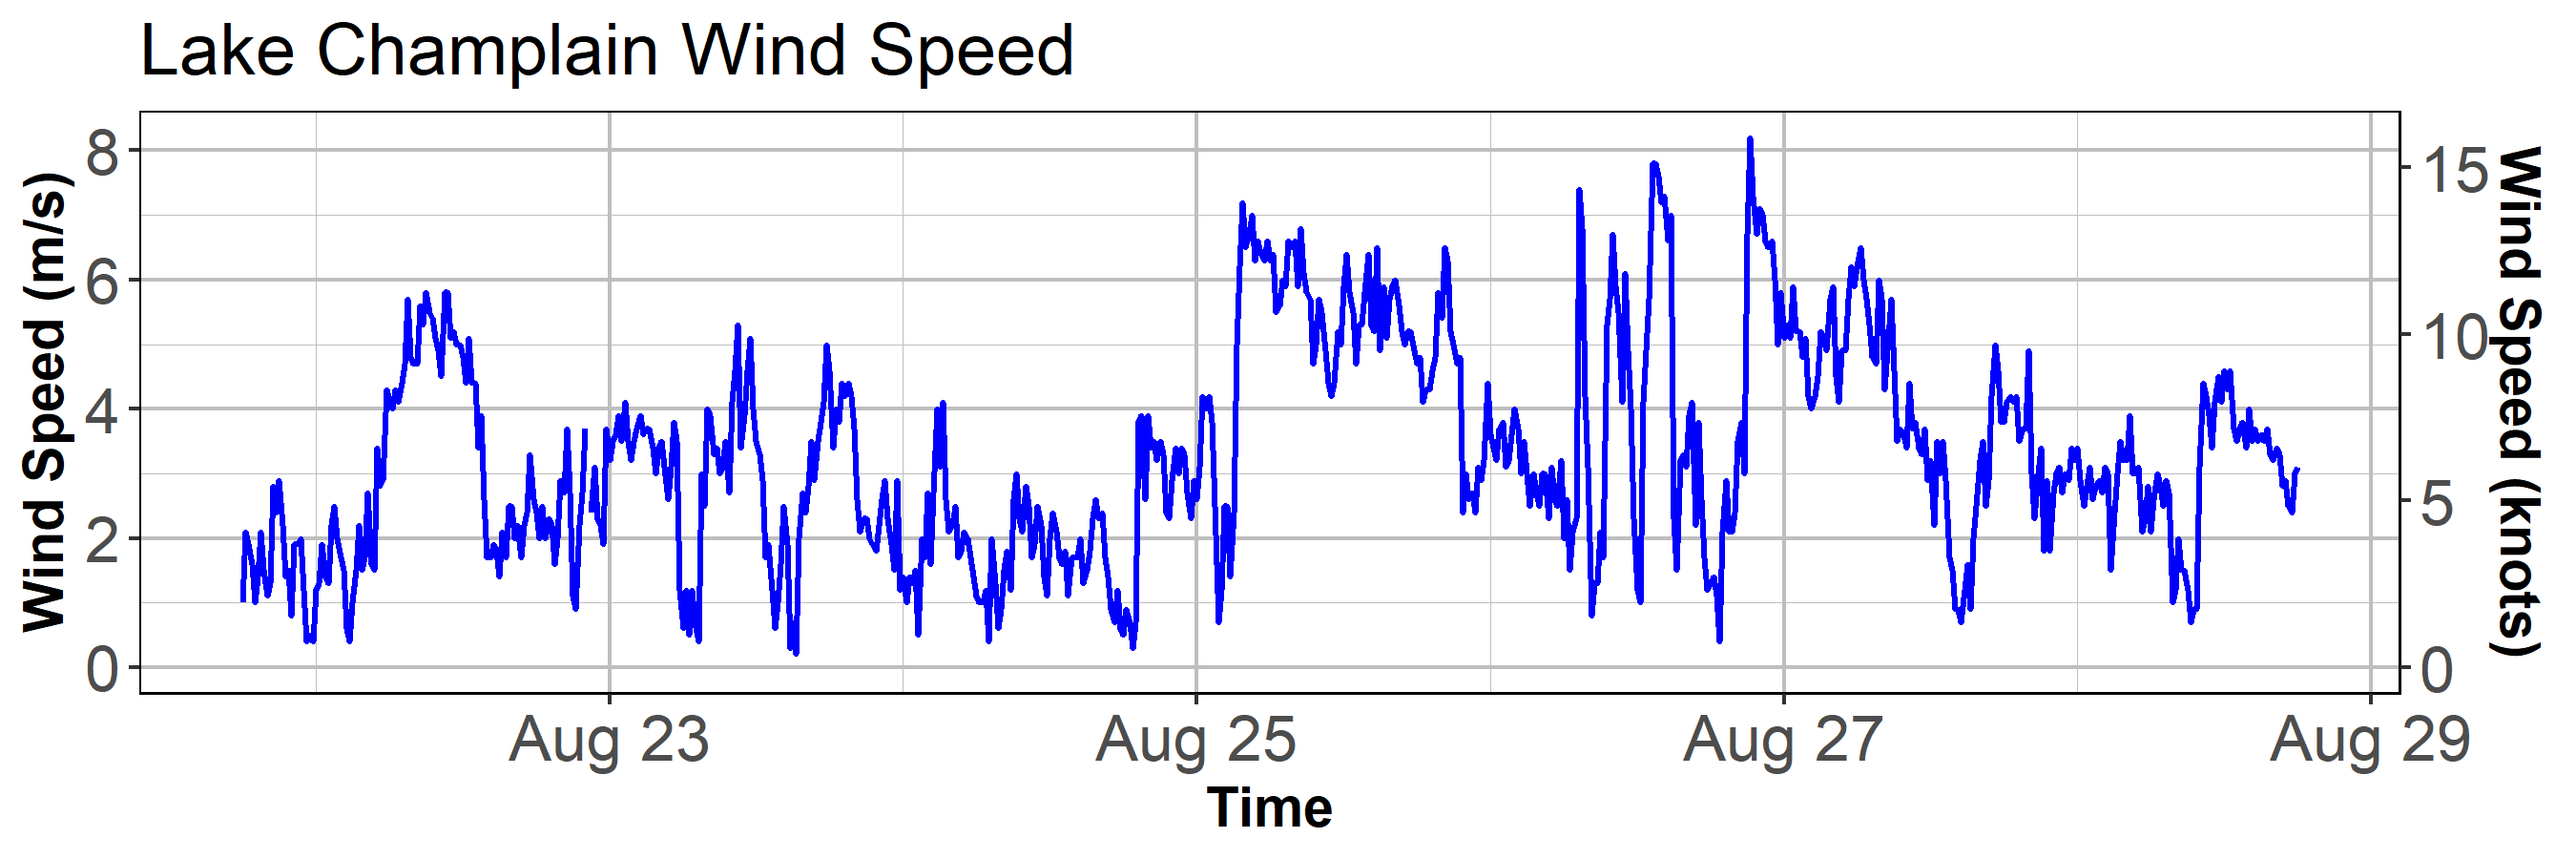 Lake Champlain Wind Speed
Wind Speed (m/s)
8
6
4
2
0
15
10
5
0
Wind Speed (knots)
Aug 23
Aug 25
Aug 27
Aug 29
Time